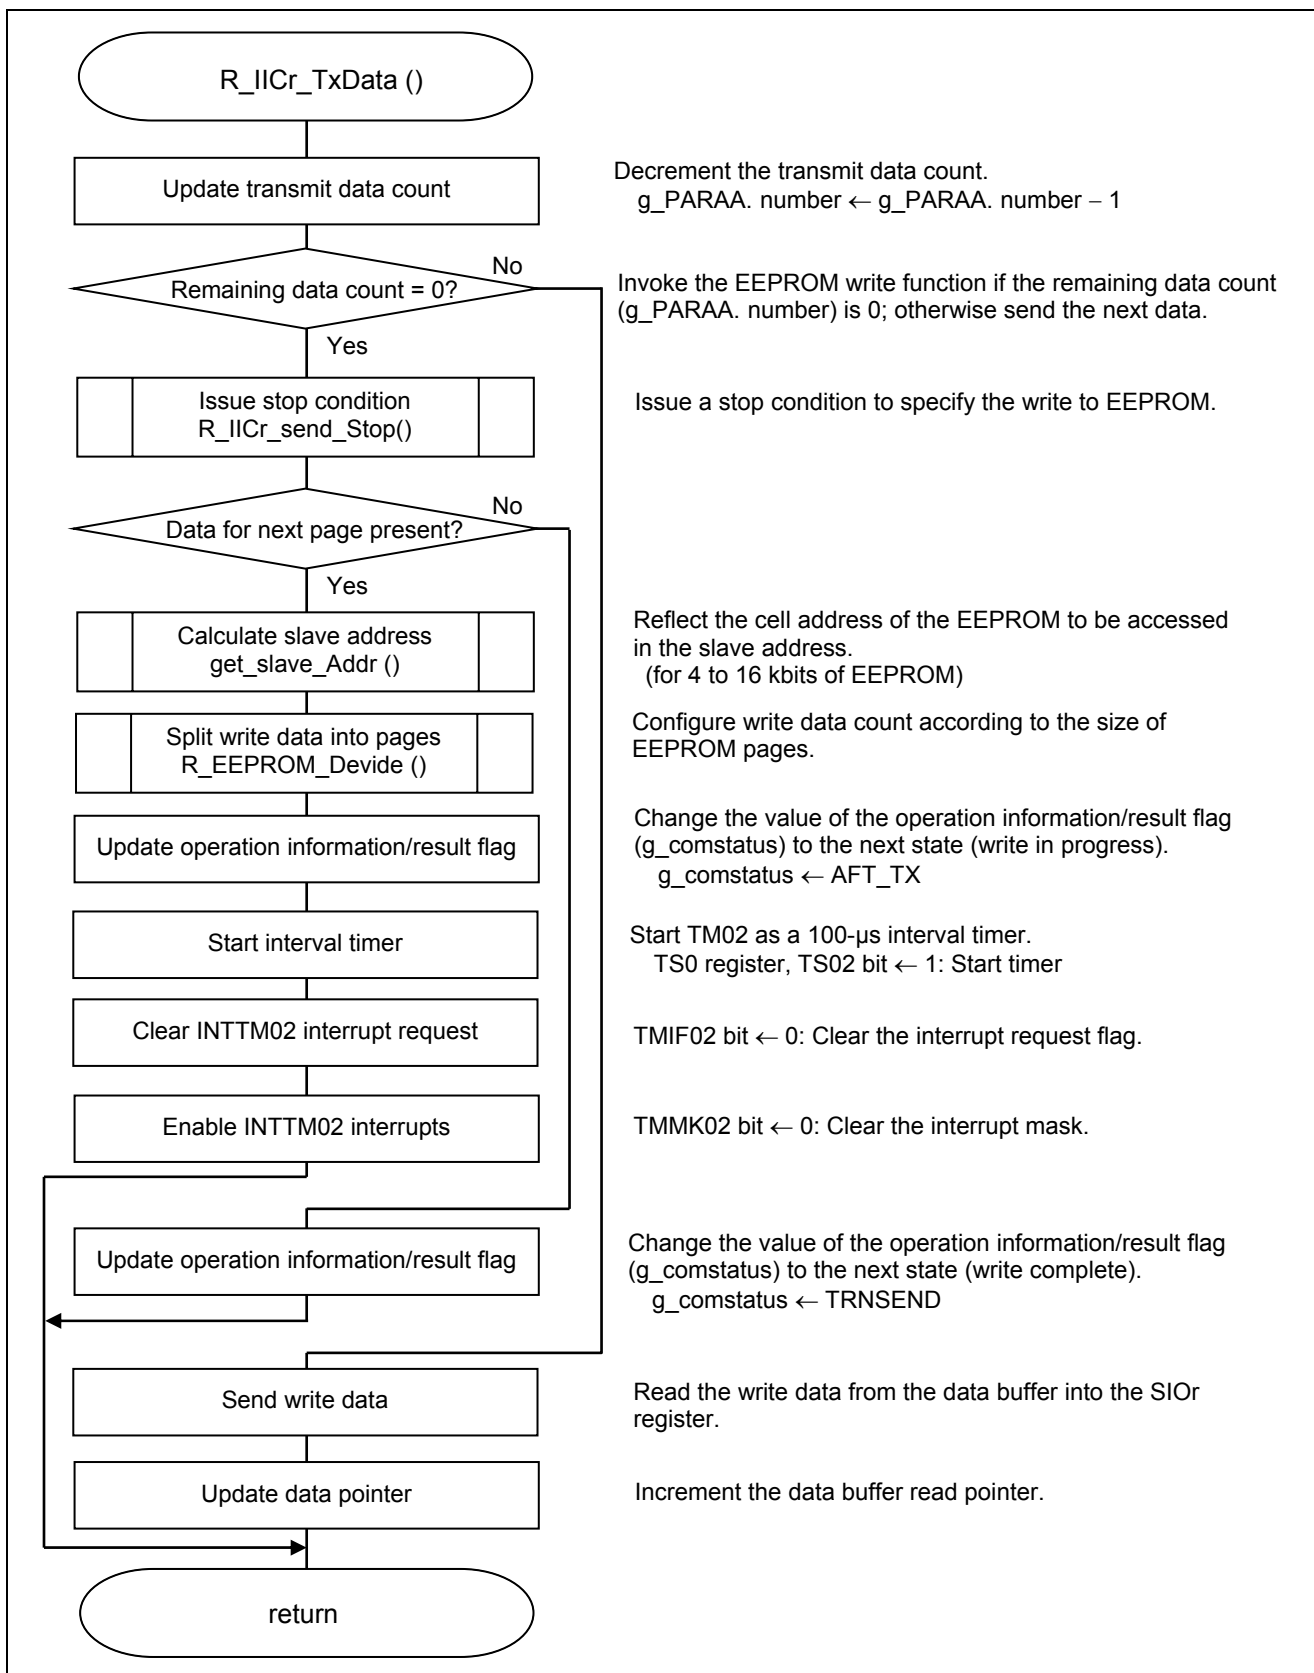 R_IICr_TxData ()
Update transmit data count
Decrement the transmit data count.
g_PARAA. number ← g_PARAA. number – 1
No
Remaining data count = 0?
Invoke the EEPROM write function if the remaining data count
(g_PARAA. number) is 0; otherwise send the next data.
Yes
Issue stop condition
R_IICr_send_Stop()
Issue a stop condition to specify the write to EEPROM.
No
Data for next page present?
Yes
Calculate slave address
get_slave_Addr ()
Reflect the cell address of the EEPROM to be accessed
in the slave address.
(for 4 to 16 kbits of EEPROM)
Split write data into pages
R_EEPROM_Devide ()
Configure write data count according to the size of
EEPROM pages.
Update operation information/result flag
Change the value of the operation information/result flag
(g_comstatus) to the next state (write in progress).
g_comstatus ← AFT_TX
Start interval timer
Start TM02 as a 100-µs interval timer.
TS0 register, TS02 bit ← 1: Start timer
Clear INTTM02 interrupt request
TMIF02 bit ← 0: Clear the interrupt request flag.
Enable INTTM02 interrupts
TMMK02 bit ← 0: Clear the interrupt mask.
Update operation information/result flag
Change the value of the operation information/result flag
(g_comstatus) to the next state (write complete).
g_comstatus ← TRNSEND
Send write data
Read the write data from the data buffer into the SIOr
register.
Update data pointer
Increment the data buffer read pointer.
return